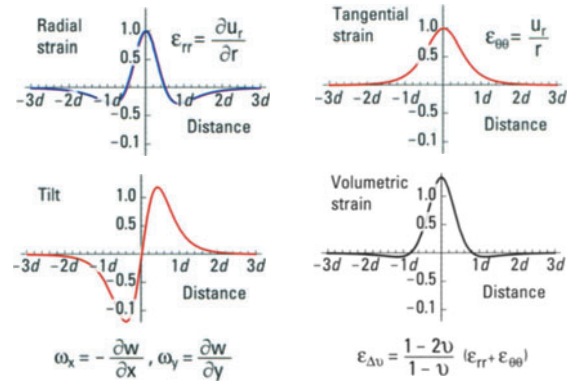 Radial
strain
εrr = ∂ur / ∂r
1.0
0.5
−3d −2d −1d 1d 2d 3d
−0.5
−0.1
Distance
Tangential
strain
εθθ = ur / r
1.0
0.5
−3d −2d −1d 1d 2d 3d
−0.5
−0.1
Distance
Tilt
1.0
0.5
−3d −2d −1d 1d 2d 3d
−0.5
−0.1
Distance
ωx = − ∂w / ∂x , ωy = ∂w / ∂y
Volumetric
strain
1.0
0.5
−3d −2d −1d 1d 2d 3d
−0.5
−0.1
Distance
εΔυ = 1 − 2υ / 1 − υ (εrr + εθθ)